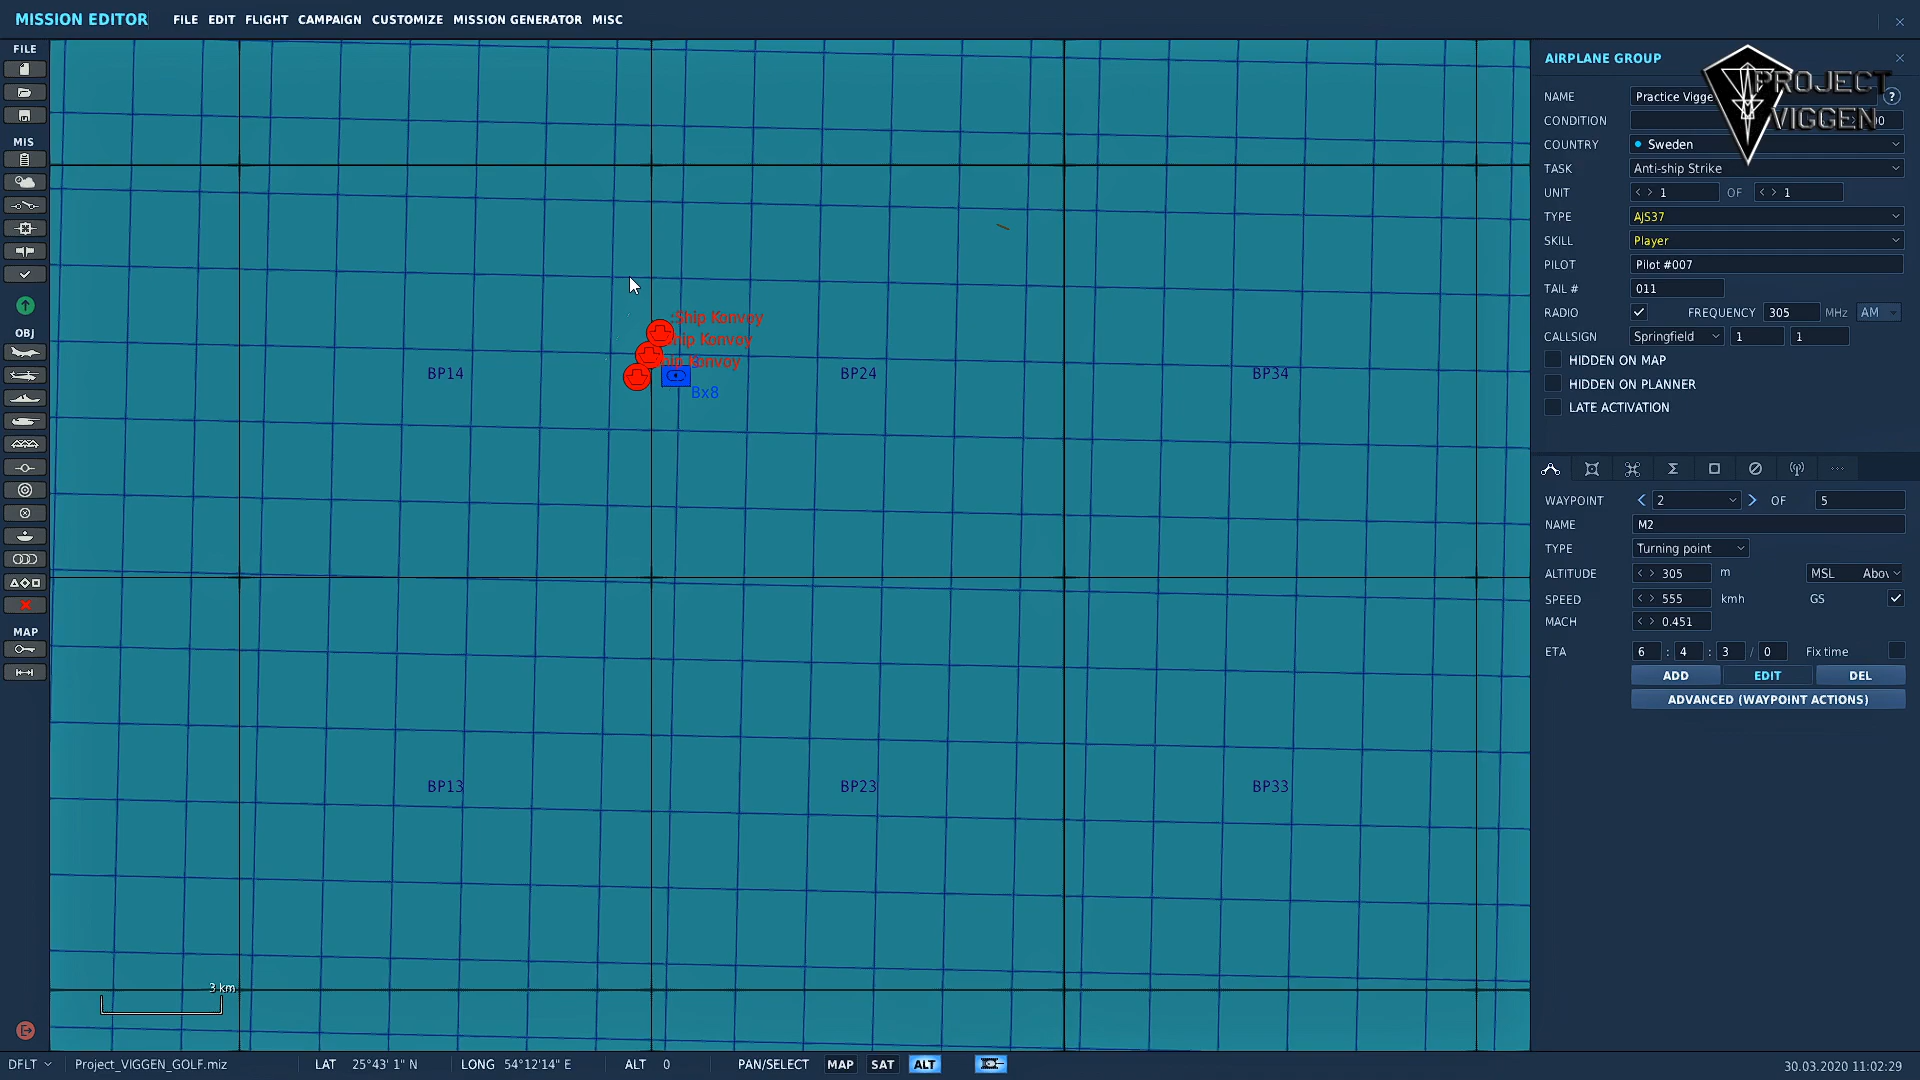 MISSION EDITOR
FILE EDIT FLIGHT CAMPAIGN CUSTOMIZE MISSION GENERATOR MISC
FILE
MIS
OBJ
MAP
:Ship Konvoy
Ship Konvoy
Ship Konvoy
Bx8
BP14
BP24
BP34
BP13
BP23
BP33
3 km
AIRPLANE GROUP
PROJECT
VIGGEN
NAME Practice Vigge ?
CONDITION 00
COUNTRY Sweden
TASK Anti-ship Strike
UNIT < > 1 OF < > 1
TYPE AJS37
SKILL Player
PILOT Pilot #007
TAIL # 011
RADIO FREQUENCY 305 MHz AM
CALLSIGN Springfield 1 1
HIDDEN ON MAP
HIDDEN ON PLANNER
LATE ACTIVATION
WAYPOINT < 2 > OF 5
NAME M2
TYPE Turning point
ALTITUDE < > 305 m MSL Abov
SPEED < > 555 kmh GS
MACH < > 0.451
ETA 6 : 4 : 3 / 0 Fix time
ADD EDIT DEL
ADVANCED (WAYPOINT ACTIONS)
DFLT Project_VIGGEN_GOLF.miz LAT 25°43' 1" N LONG 54°12'14" E ALT 0 PAN/SELECT MAP SAT ALT 30.03.2020 11:02:29